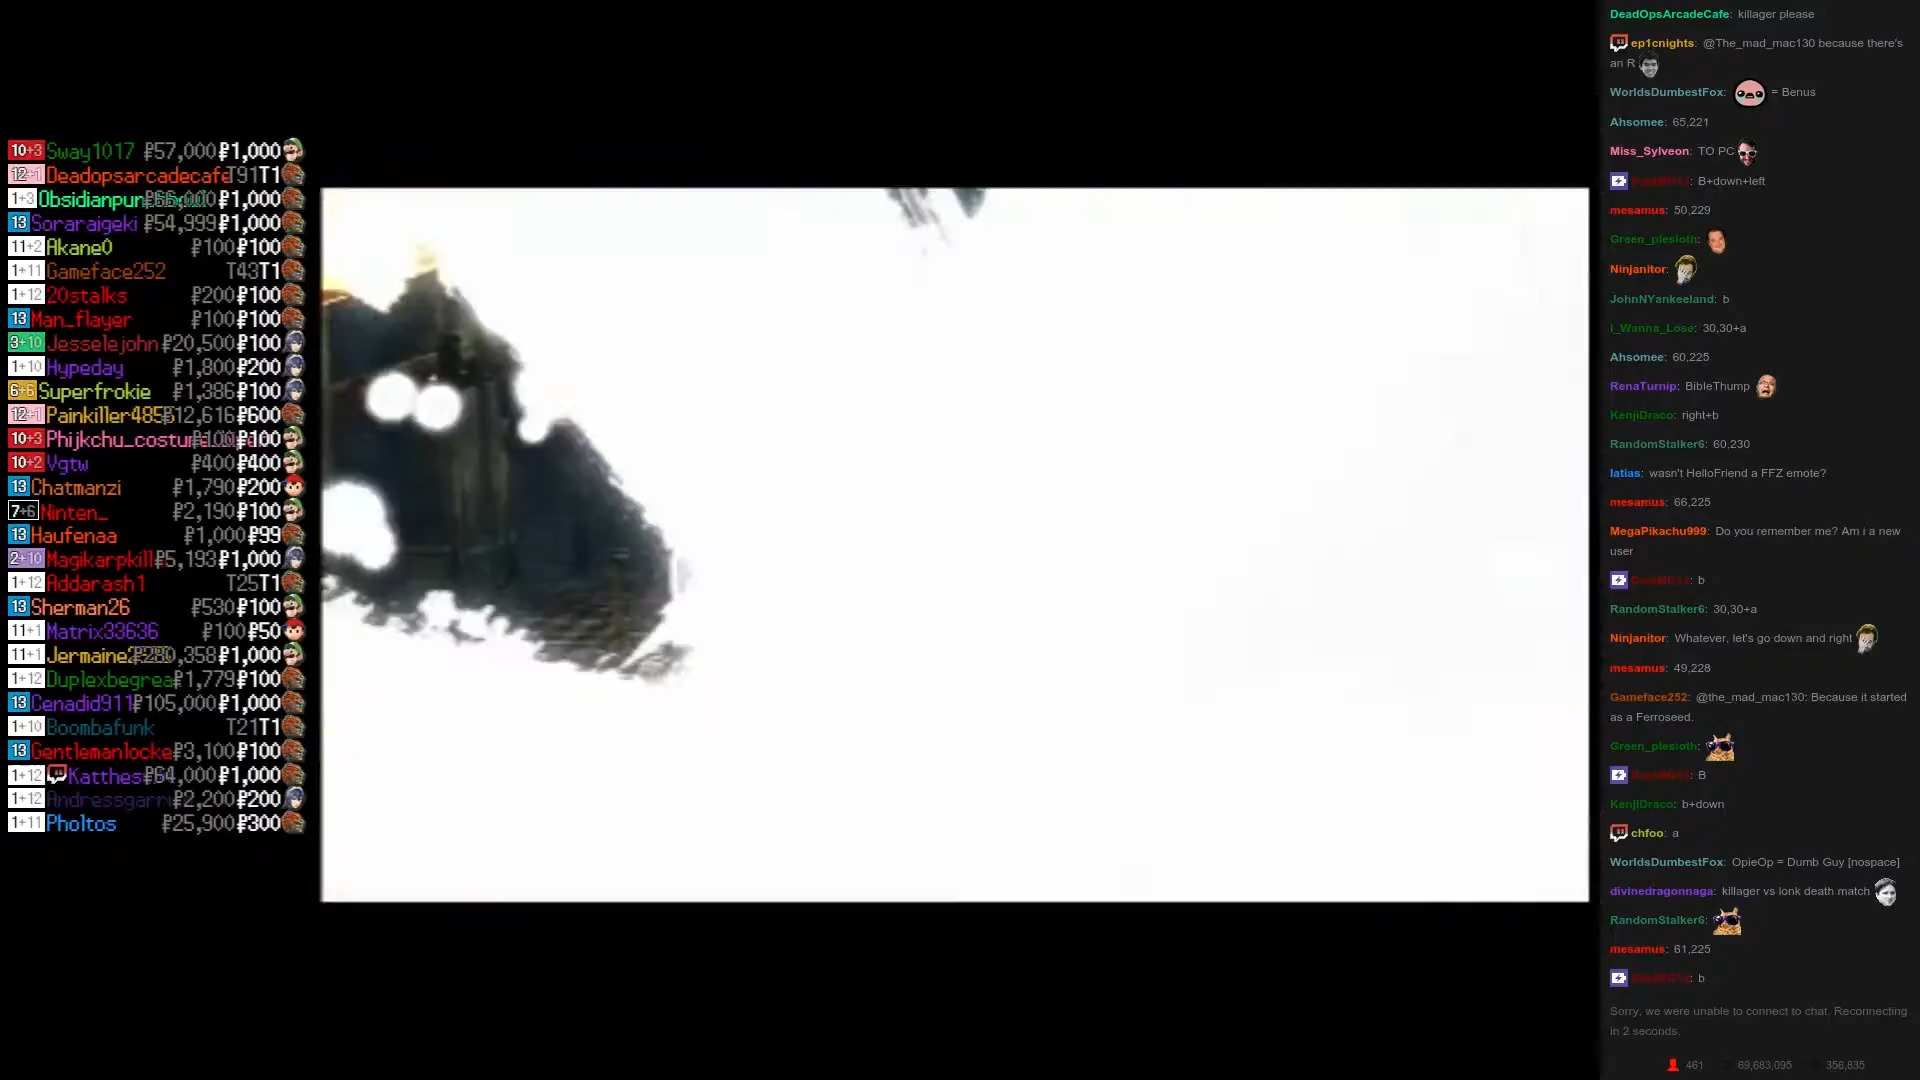 10+3 Sway1017 ₽57,000 ₽1,000
12+1 Deadopsarcadecafe T91 T1
1+3 Obsidianpun ₽1,000
13 Soraraigeki ₽54,999 ₽1,000
11+2 Akane0 ₽100 ₽100
1+11 Gameface252 T43 T1
1+12 20stalks ₽200 ₽100
13 Man_flayer ₽100 ₽100
3+10 Jesselejohn ₽20,500 ₽100
1+10 Hypeday ₽1,800 ₽200
6+6 Superfrokie ₽1,386 ₽100
12+1 Painkiller485 ₽12,616 ₽600
10+3 Phijkchu_costu ₽100 ₽100
10+2 Vgtw ₽400 ₽400
13 Chatmanzi ₽1,790 ₽200
7+6 Ninten_ ₽2,190 ₽100
13 Haufenaa ₽1,000 ₽99
2+10 Magikarpkill ₽5,193 ₽1,000
1+12 Addarash1 T25 T1
13 Sherman26 ₽530 ₽100
11+1 Matrix33636 ₽100 ₽50
11+1 Jermaine ₽1,000
1+12 Duplexbegrea ₽1,779 ₽100
13 Cenadid911 ₽105,000 ₽1,000
1+10 Boombafunk T21 T1
13 Gentlemanlocke ₽3,100 ₽100
1+12 Katthes ₽64,000 ₽1,000
1+12 Andressgarr ₽2,200 ₽200
1+11 Pholtos ₽25,900 ₽300
DeadOpsArcadeCafe: killager please
ep1cnights: @The_mad_mac130 because there's
an R
WorldsDumbestFox: = Benus
Ahsomee: 65,221
Miss_Sylveon: TO PC
: B+down+left
mesamus: 50,229
Green_plesioth:
Ninjanitor:
JohnNYankeeland: b
I_Wanna_Lose: 30,30+a
Ahsomee: 60,225
RenaTurnip: BibleThump
KenjiDraco: right+b
RandomStalker6: 60,230
latias: wasn't HelloFriend a FFZ emote?
mesamus: 66,225
MegaPikachu999: Do you remember me? Am i a new
user
: b
RandomStalker6: 30,30+a
Ninjanitor: Whatever, let's go down and right
mesamus: 49,228
Gameface252: @the_mad_mac130: Because it started
as a Ferroseed.
Green_plesioth:
: B
KenjiDraco: b+down
chfoo: a
WorldsDumbestFox: OpieOp = Dumb Guy [nospace]
divinedragonnaga: killager vs lonk death match
RandomStalker6:
mesamus: 61,225
: b
Sorry, we were unable to connect to chat. Reconnecting
in 2 seconds.
461 69,683,095 356,835